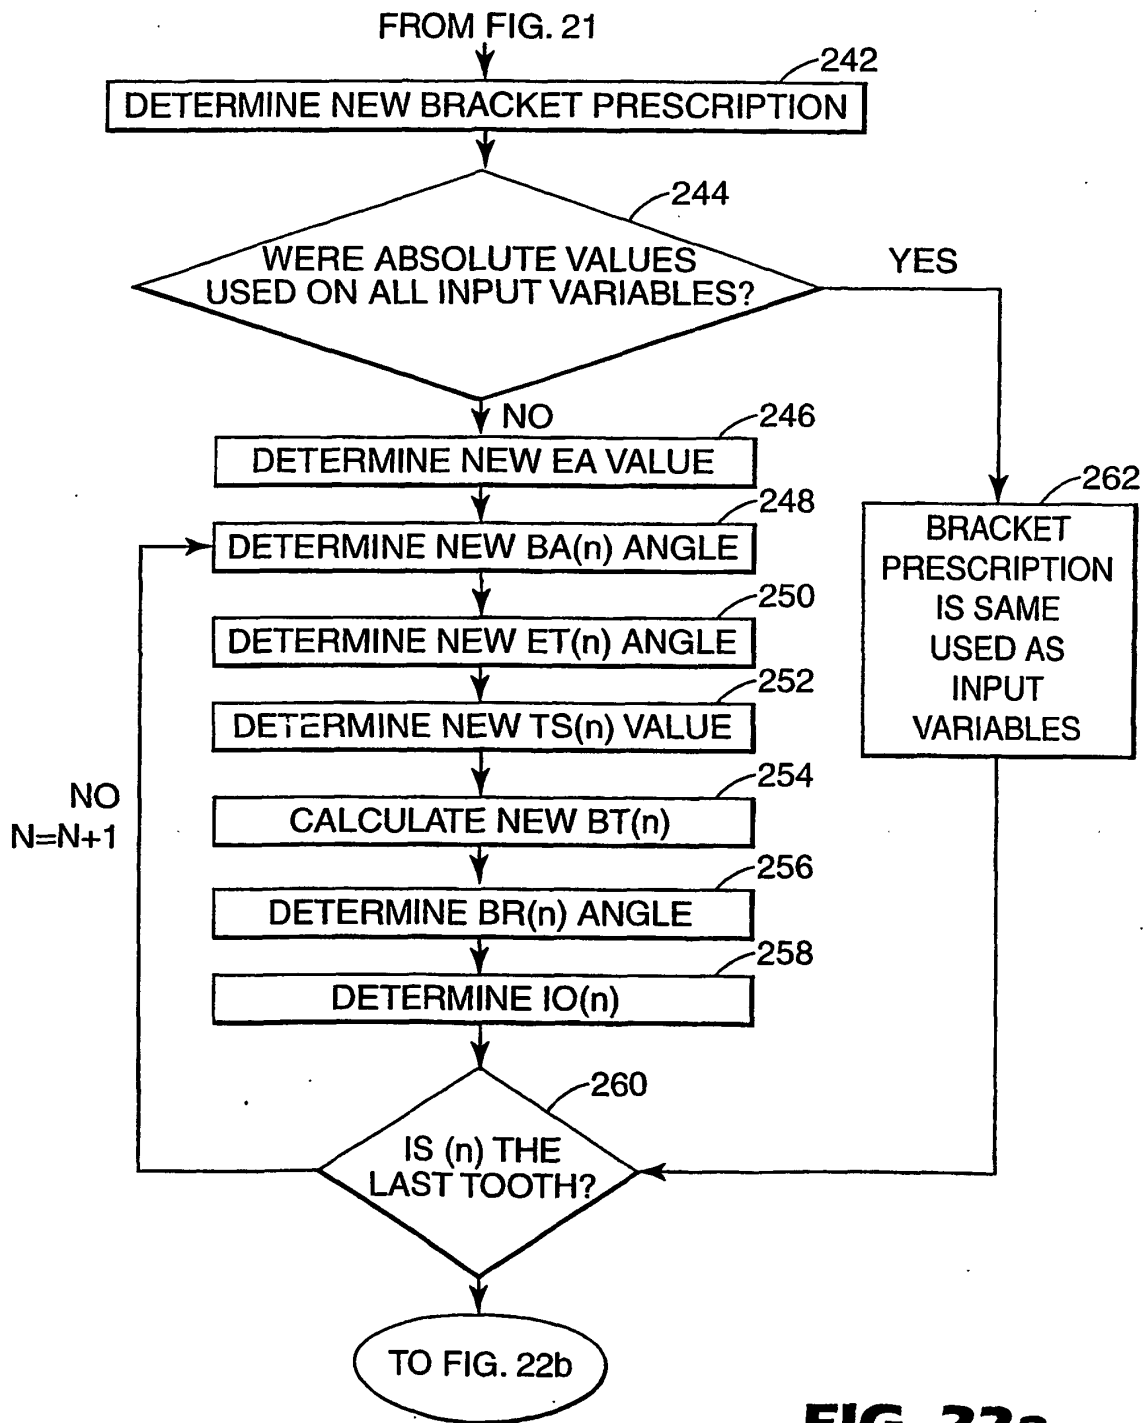 FROM FIG. 21
242
DETERMINE NEW BRACKET PRESCRIPTION
244
WERE ABSOLUTE VALUES
USED ON ALL INPUT VARIABLES?
YES
NO
246
DETERMINE NEW EA VALUE
248
DETERMINE NEW BA(n) ANGLE
250
DETERMINE NEW ET(n) ANGLE
252
DETERMINE NEW TS(n) VALUE
254
CALCULATE NEW BT(n)
256
DETERMINE BR(n) ANGLE
258
DETERMINE IO(n)
260
IS (n) THE
LAST TOOTH?
NO
N=N+1
262
BRACKET
PRESCRIPTION
IS SAME
USED AS
INPUT
VARIABLES
TO FIG. 22b
FIG. 22a